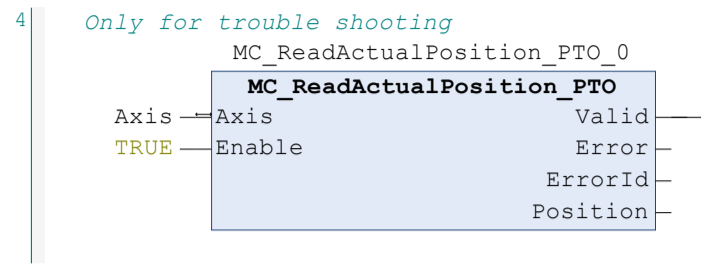 4 Only for trouble shooting
MC_ReadActualPosition_PTO_0
MC_ReadActualPosition_PTO
Axis Axis Valid
TRUE Enable Error
ErrorId
Position